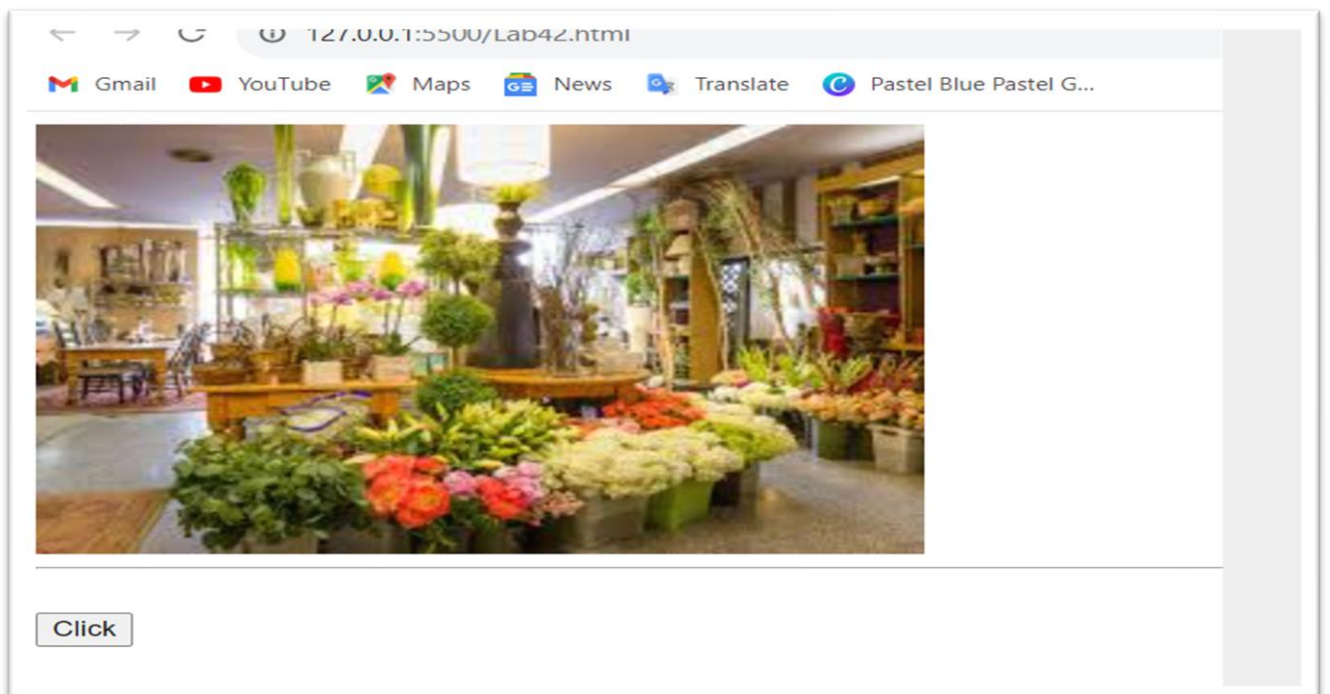 127.0.0.1:5500/Lab42.html
Gmail YouTube Maps News Translate Pastel Blue Pastel G...
Click